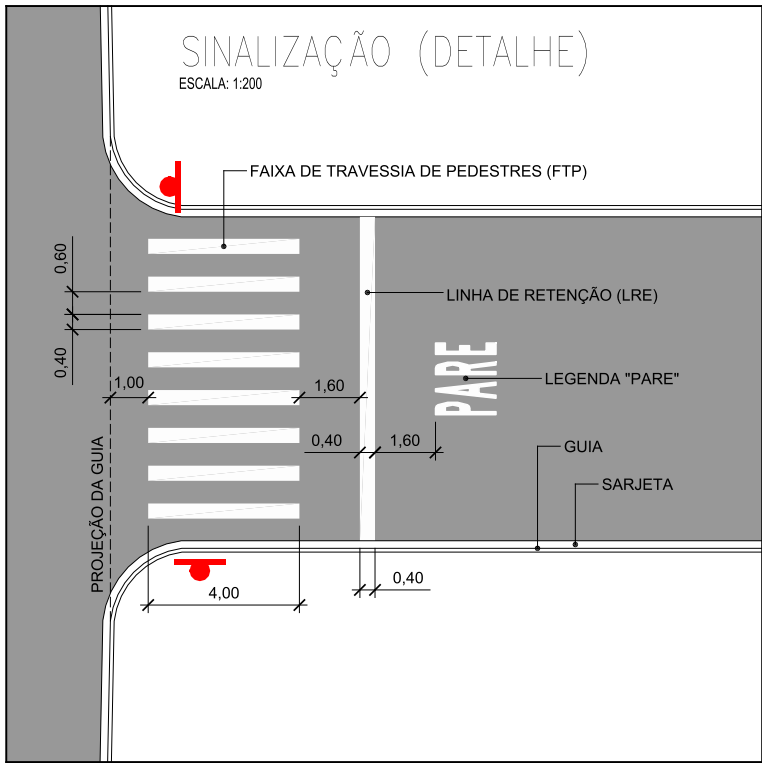 SINALIZAÇÃO (DETALHE)
ESCALA: 1:200
FAIXA DE TRAVESSIA DE PEDESTRES (FTP)
0,60
LINHA DE RETENÇÃO (LRE)
0,40
PARE
1,00
1,60
LEGENDA "PARE"
0,40
1,60
GUIA
SARJETA
PROJEÇÃO DA GUIA
0,40
4,00